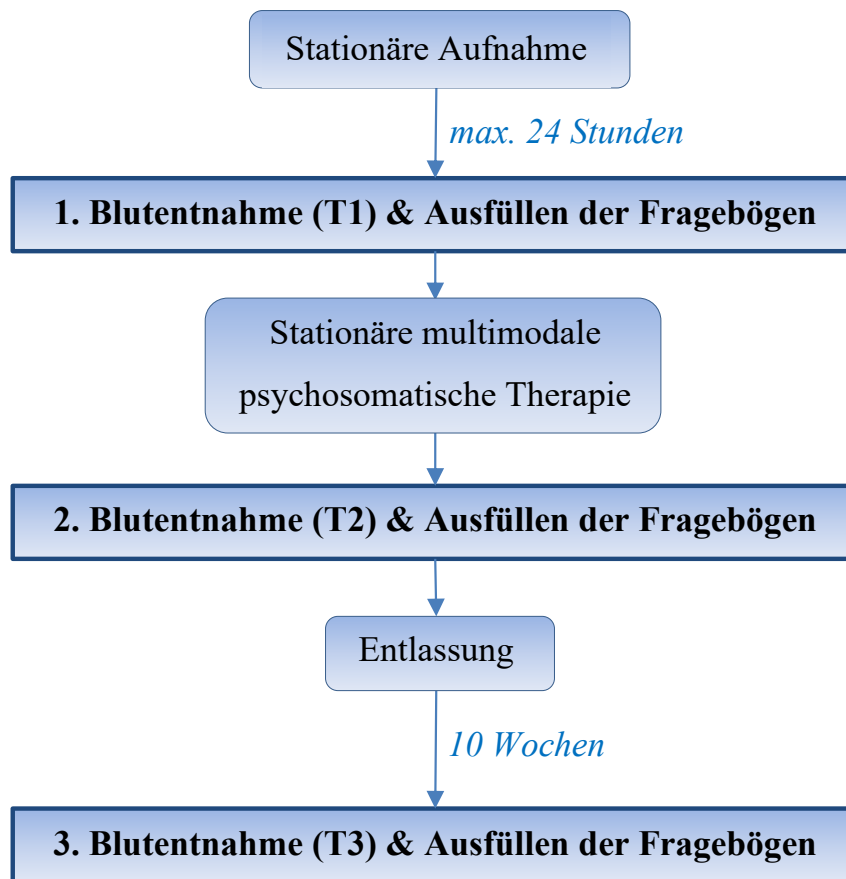 Stationäre Aufnahme
max. 24 Stunden
1. Blutentnahme (T1) & Ausfüllen der Fragebögen
Stationäre multimodale
psychosomatische Therapie
2. Blutentnahme (T2) & Ausfüllen der Fragebögen
Entlassung
10 Wochen
3. Blutentnahme (T3) & Ausfüllen der Fragebögen